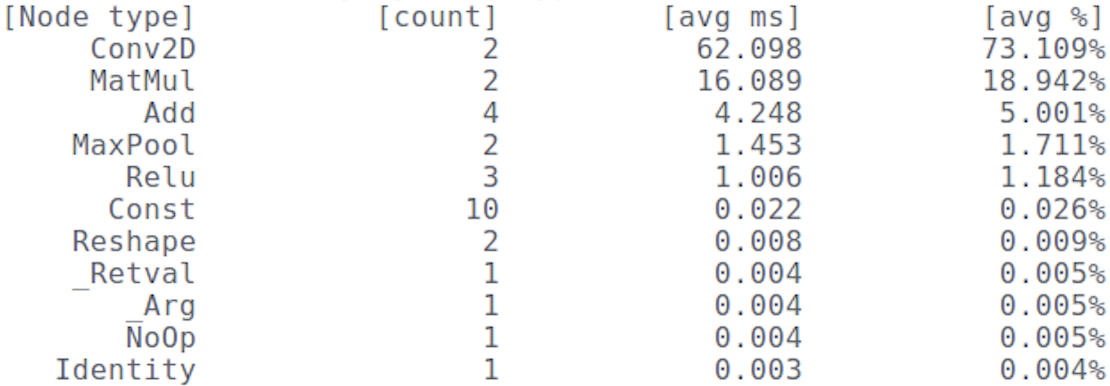 [Node type] [count] [avg ms] [avg %]
Conv2D 2 62.098 73.109%
MatMul 2 16.089 18.942%
Add 4 4.248 5.001%
MaxPool 2 1.453 1.711%
Relu 3 1.006 1.184%
Const 10 0.022 0.026%
Reshape 2 0.008 0.009%
_Retval 1 0.004 0.005%
_Arg 1 0.004 0.005%
NoOp 1 0.004 0.005%
Identity 1 0.003 0.004%